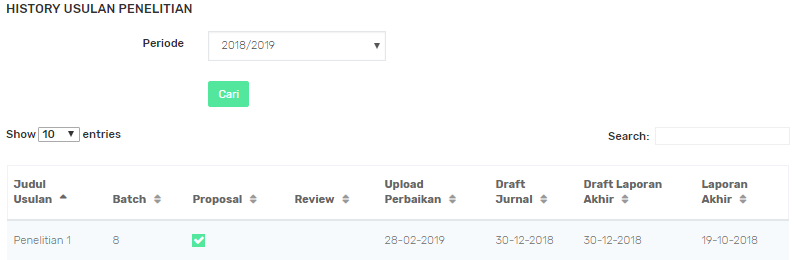 HISTORY USULAN PENELITIAN
Periode 2018/2019
Cari
Show 10 entries Search:
Judul Usulan Batch Proposal Review Upload Perbaikan Draft Jurnal Draft Laporan Akhir Laporan Akhir
Penelitian 1 8 28-02-2019 30-12-2018 30-12-2018 19-10-2018